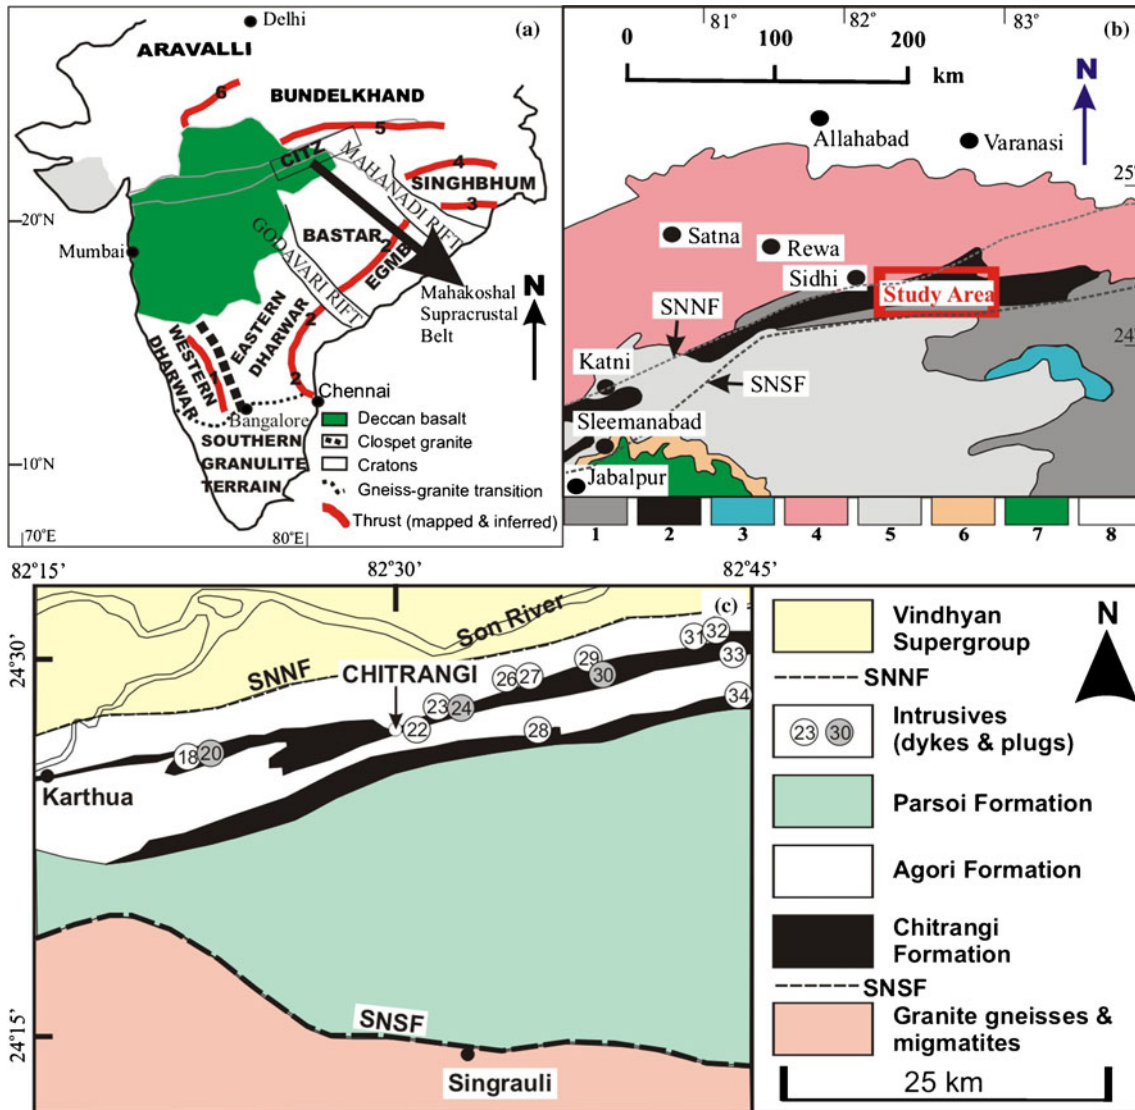 (a)
Delhi
ARAVALLI
6
BUNDELKHAND
5
CITZ
MAHANADI RIFT
4
SINGHBHUM
3
20°N
Mumbai
GODAVARI RIFT
BASTAR
2
EGMB
Mahakoshal
Supracrustal
Belt
N
WESTERN
DHARWAR
1
EASTERN
DHARWAR
2
2
Chennai
Bangalore
SOUTHERN
GRANULITE
TERRAIN
10°N
70°E
80°E
Deccan basalt
Clospet granite
Cratons
Gneiss-granite transition
Thrust (mapped & inferred)
(b)
81°
82°
83°
0
100
200
km
N
Allahabad
Varanasi
25°
Satna
Rewa
Sidhi
Study Area
SNNF
24°
Katni
SNSF
Sleemanabad
Jabalpur
1
2
3
4
5
6
7
8
(c)
82°15'
82°30'
82°45'
24°30'
24°15'
Son River
SNNF
CHITRANGI
31
32
33
29
30
26
27
34
23
24
22
28
18
20
Karthua
SNSF
Singrauli
N
Vindhyan
Supergroup
SNNF
23
30
Intrusives
(dykes & plugs)
Parsoi Formation
Agori Formation
Chitrangi
Formation
SNSF
Granite gneisses &
migmatites
25 km